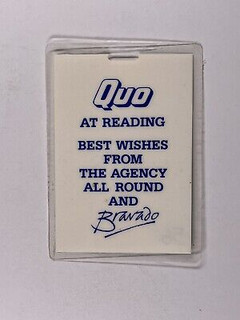 Quo
AT READING
BEST WISHES
FROM
THE AGENCY
ALL ROUND
AND
Bravado